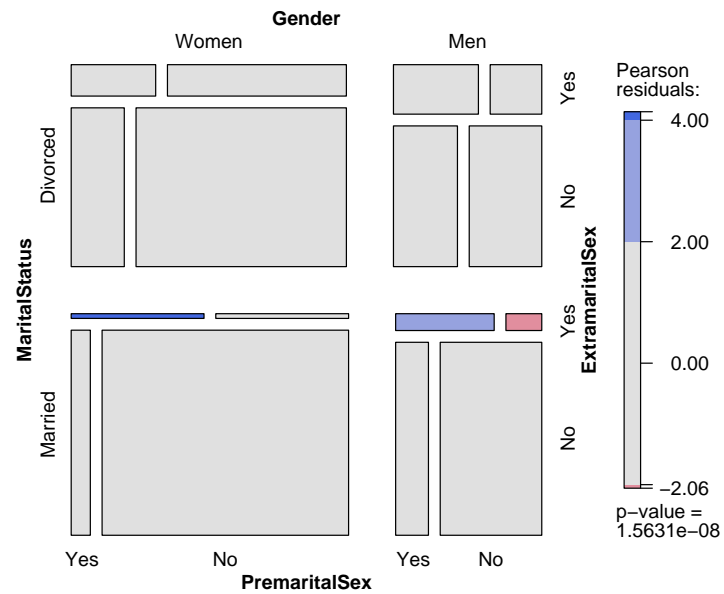 Gender
Women Men
Pearson
residuals:
4.00
2.00
0.00
−2.06
p−value =
1.5631e−08
MaritalStatus
Divorced
Married
Yes
No
Yes
No
ExtramaritalSex
Yes No Yes No
PremaritalSex